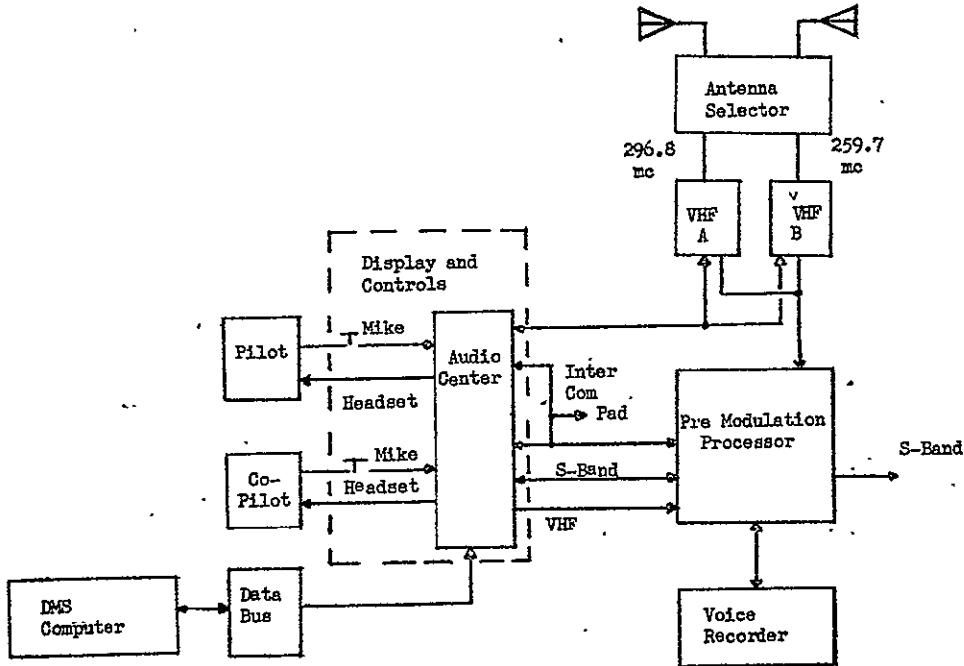 Antenna
Selector
296.8
mc
259.7
mc
VHF
A
VHF
B
Display and
Controls
Pilot
Mike
Headset
Audio
Center
Inter
Com
Pad
Pre Modulation
Processor
S-Band
Co-
Pilot
Mike
Headset
S-Band
VHF
DMS
Computer
Data
Bus
Voice
Recorder